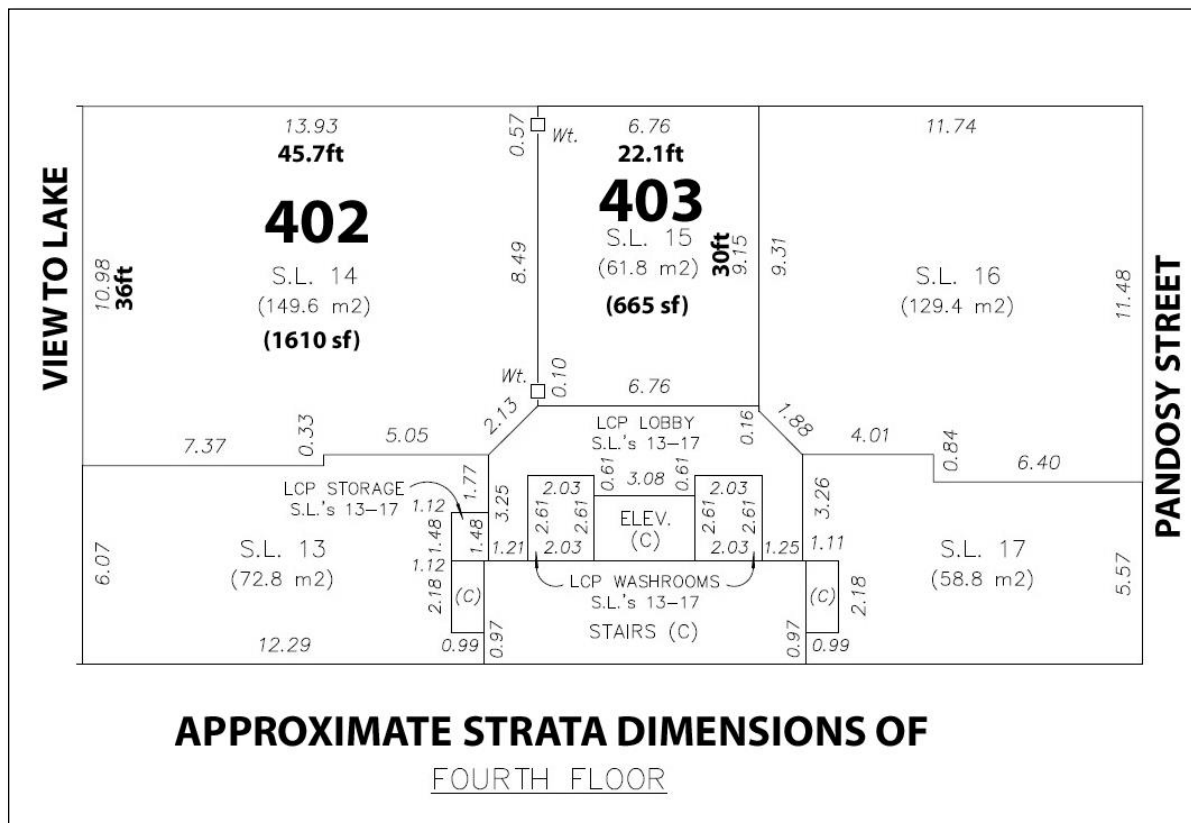 13.93
45.7ft
402
S.L. 14
(149.6 m2)
(1610 sf)
VIEW TO LAKE
10.98
36ft
0.57
Wt.
8.49
Wt.
0.10
6.76
22.1ft
403
S.L. 15
(61.8 m2)
(665 sf)
30ft
9.15
6.76
11.74
9.31
S.L. 16
(129.4 m2)
11.48
PANDOSY STREET
7.37
0.33
5.05
2.13
LCP LOBBY
S.L.'s 13-17
0.16
1.88
4.01
0.84
6.40
LCP STORAGE
S.L.'s 13-17
1.77
1.12
1.48
1.48
3.25
1.21
2.03
2.61
2.61
2.03
0.61
3.08
0.61
ELEV.
(C)
2.03
2.61
2.61
2.03
1.25
3.26
1.11
6.07
S.L. 13
(72.8 m2)
1.12
2.18
(C)
12.29
0.99
0.97
LCP WASHROOMS
S.L.'s 13-17
STAIRS (C)
0.97
(C)
2.18
0.99
S.L. 17
(58.8 m2)
5.57
APPROXIMATE STRATA DIMENSIONS OF
FOURTH FLOOR